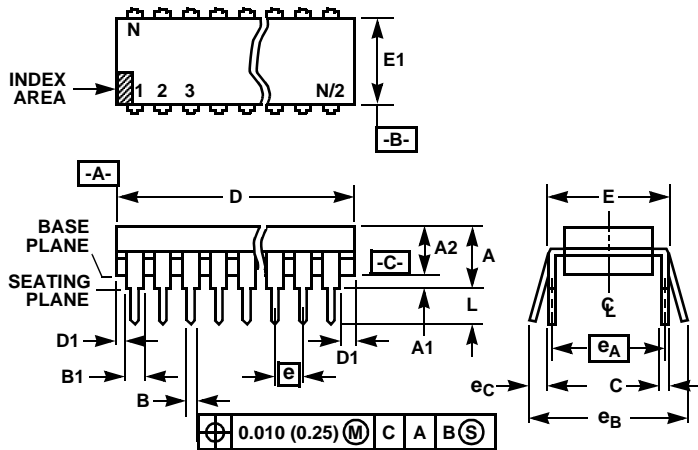 N
E1
INDEX
AREA
1 2 3 N/2
-B-
-A-
D
E
BASE
PLANE
A2
A
-C-
SEATING
PLANE
L
C L
D1
B1
A1
D1
e
eA
B
eC
C
eB
0.010 (0.25) M C A B S